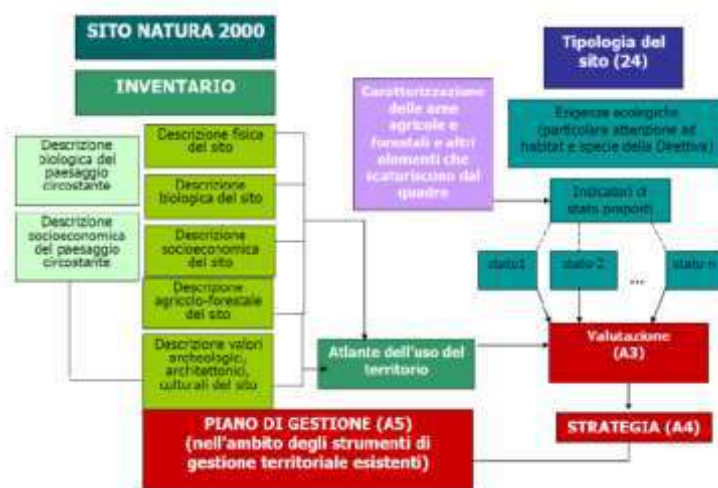 SITO NATURA 2000
INVENTARIO
Descrizione
biologica del
paesaggio
circostante
Descrizione
socioeconomica
del paesaggio
circostante
Descrizione fisica
del sito
Descrizione
biologica del sito
Descrizione
socioeconomica
del sito
Descrizione
agricolo-forestale
del sito
Descrizione valori
archeologici,
architettonici,
culturali del sito
Atlante dell'uso del
territorio
Caratturizzazione
delle aree
agricole e
forestali e altri
elementi che
scaturiscono dal
quadro
Tipologia del
sito (24)
Esigenze ecologiche
(particolare attenzione ad
habitat e specie della Direttiva)
Indicatori di
stato proposti
stato1
stato 2
...
stato n
Valutazione
(A3)
STRATEGIA (A4)
PIANO DI GESTIONE (A5)
(nell'ambito degli strumenti di
gestione territoriale esistenti)